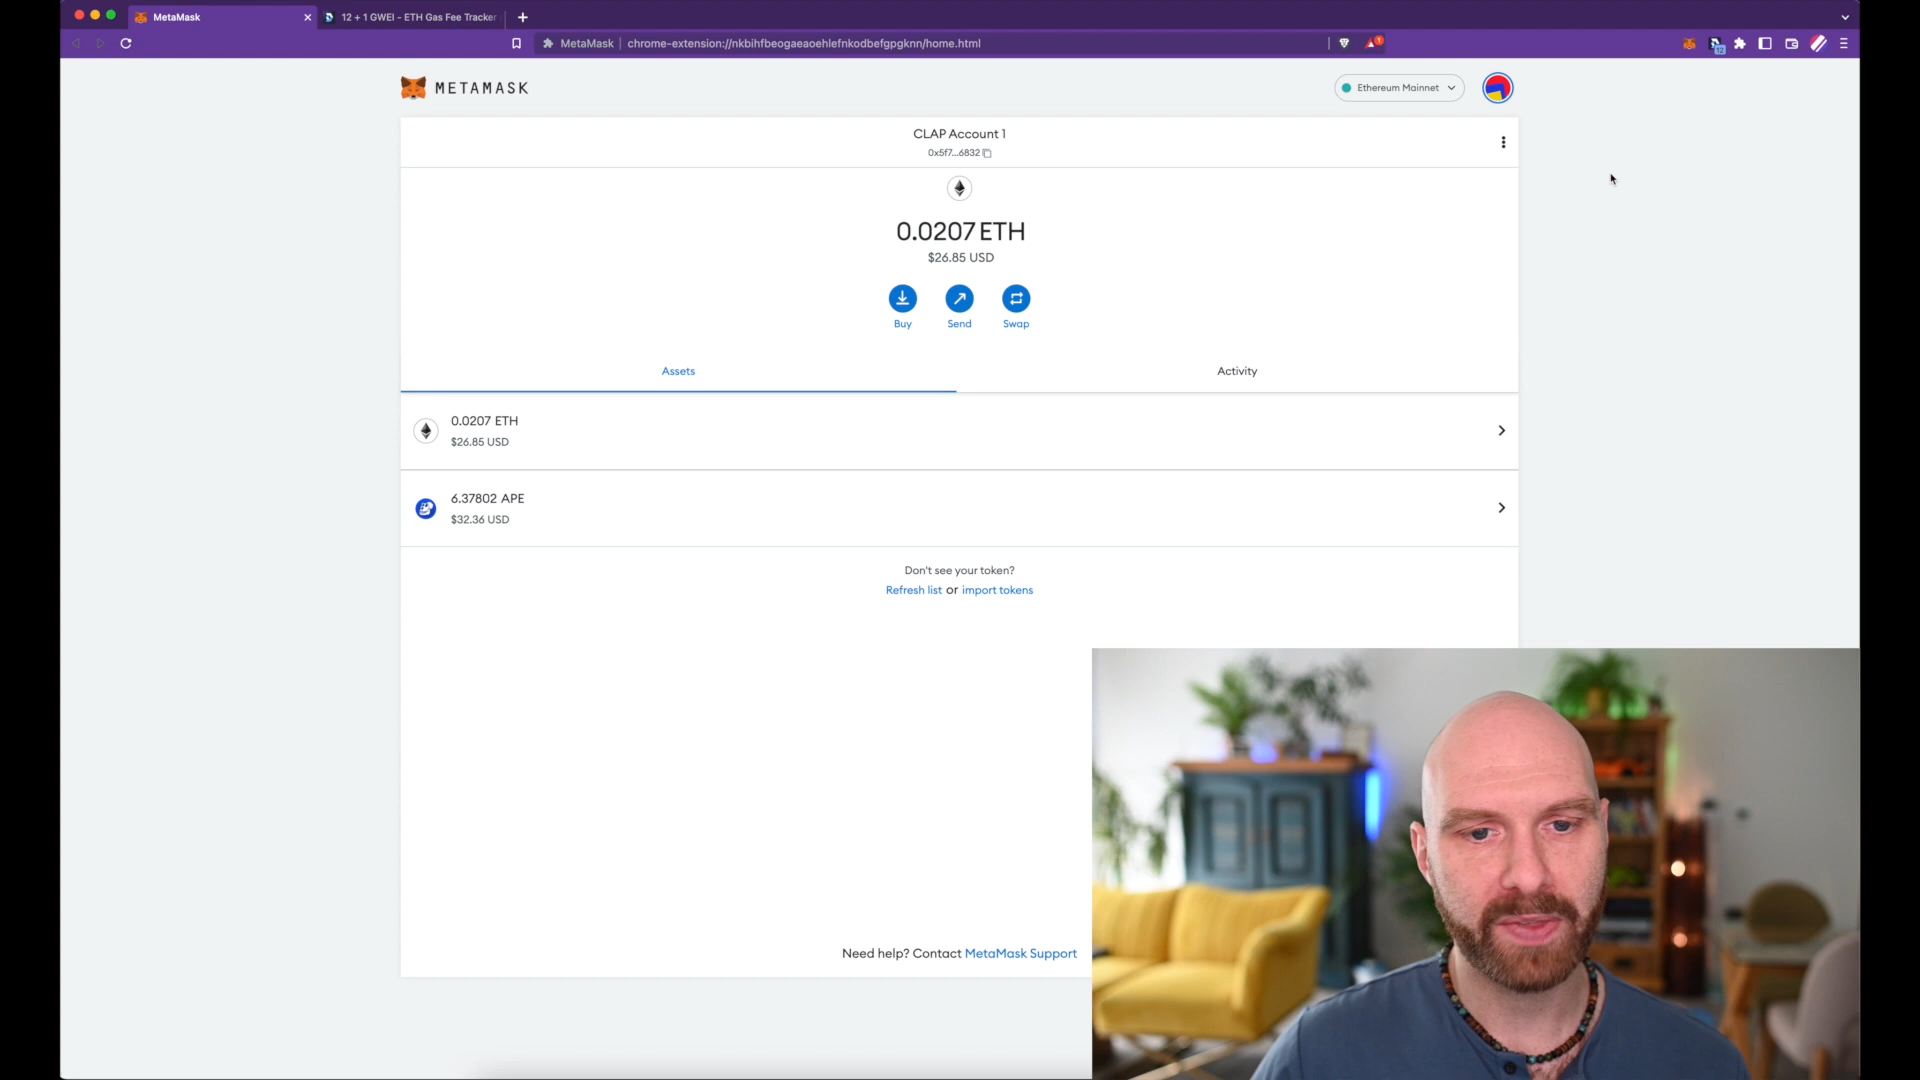 MetaMask
12 + 1 GWEI – ETH Gas Fee Tracker
MetaMask
chrome-extension://nkbihfbeogaeaoehlefnkodbefgpgknn/home.html
1
12
METAMASK
Ethereum Mainnet
CLAP Account 1
0x5f7...6832
0.0207 ETH
$26.85 USD
Buy
Send
Swap
Assets
Activity
0.0207 ETH
$26.85 USD
6.37802 APE
$32.36 USD
Don't see your token?
Refresh list or import tokens
Need help? Contact MetaMask Support